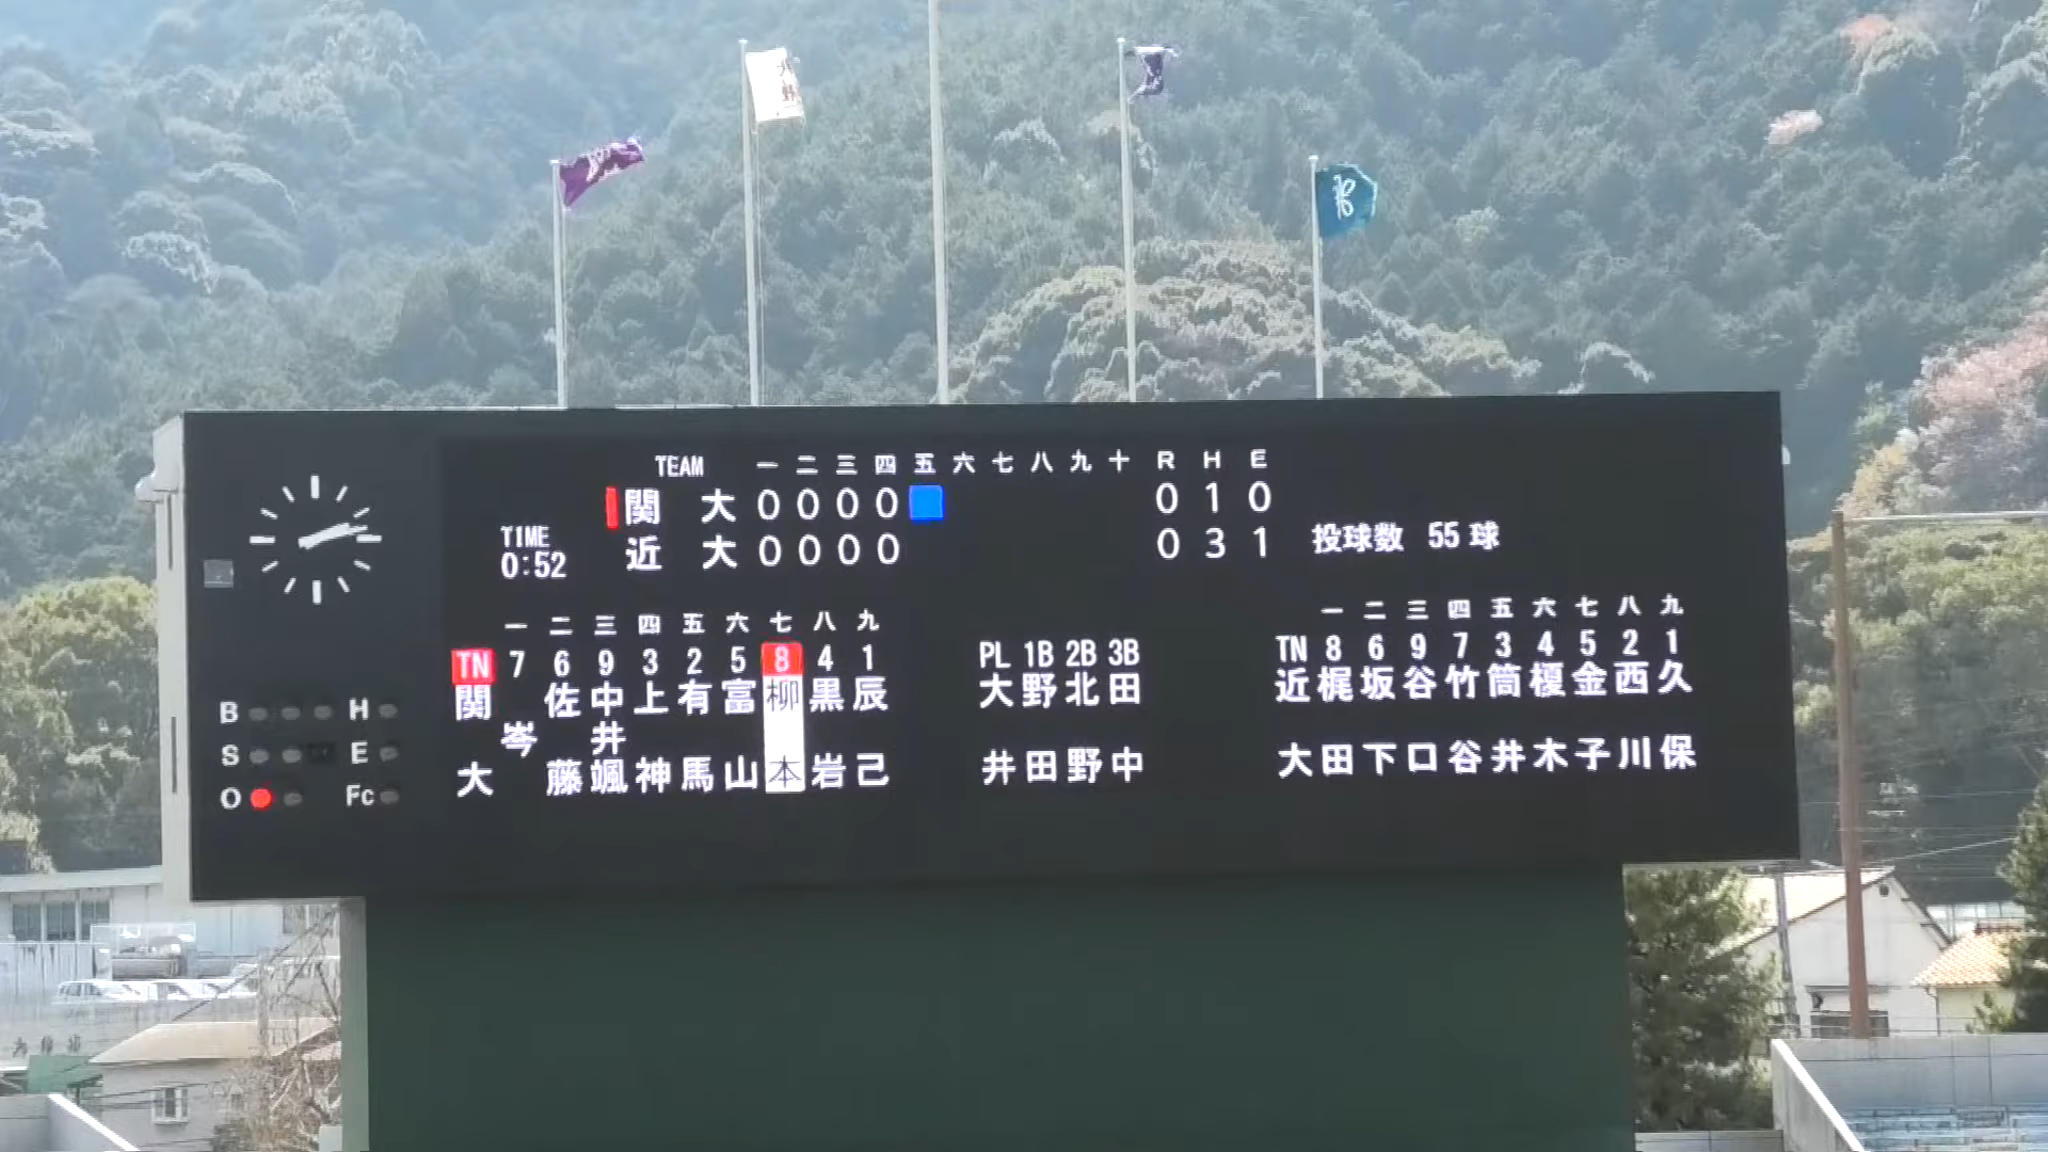 TEAM 一 二 三 四 五 六 七 八 九 十 R H E
関 大 0 0 0 0 0 1 0
近 大 0 0 0 0 0 3 1
TIME
0:52
投球数 55 球
一 二 三 四 五 六 七 八 九
TN 7 6 9 3 2 5 8 4 1
関大 岑 佐藤 中井颯 上神 有馬 富山 柳本 黒岩 辰己
PL 1B 2B 3B
大井 野田 北野 田中
一 二 三 四 五 六 七 八 九
TN 8 6 9 7 3 4 5 2 1
近大 梶田 坂下 谷口 竹谷 筒井 榎木 金子 西川 久保
B H
S E
O Fc